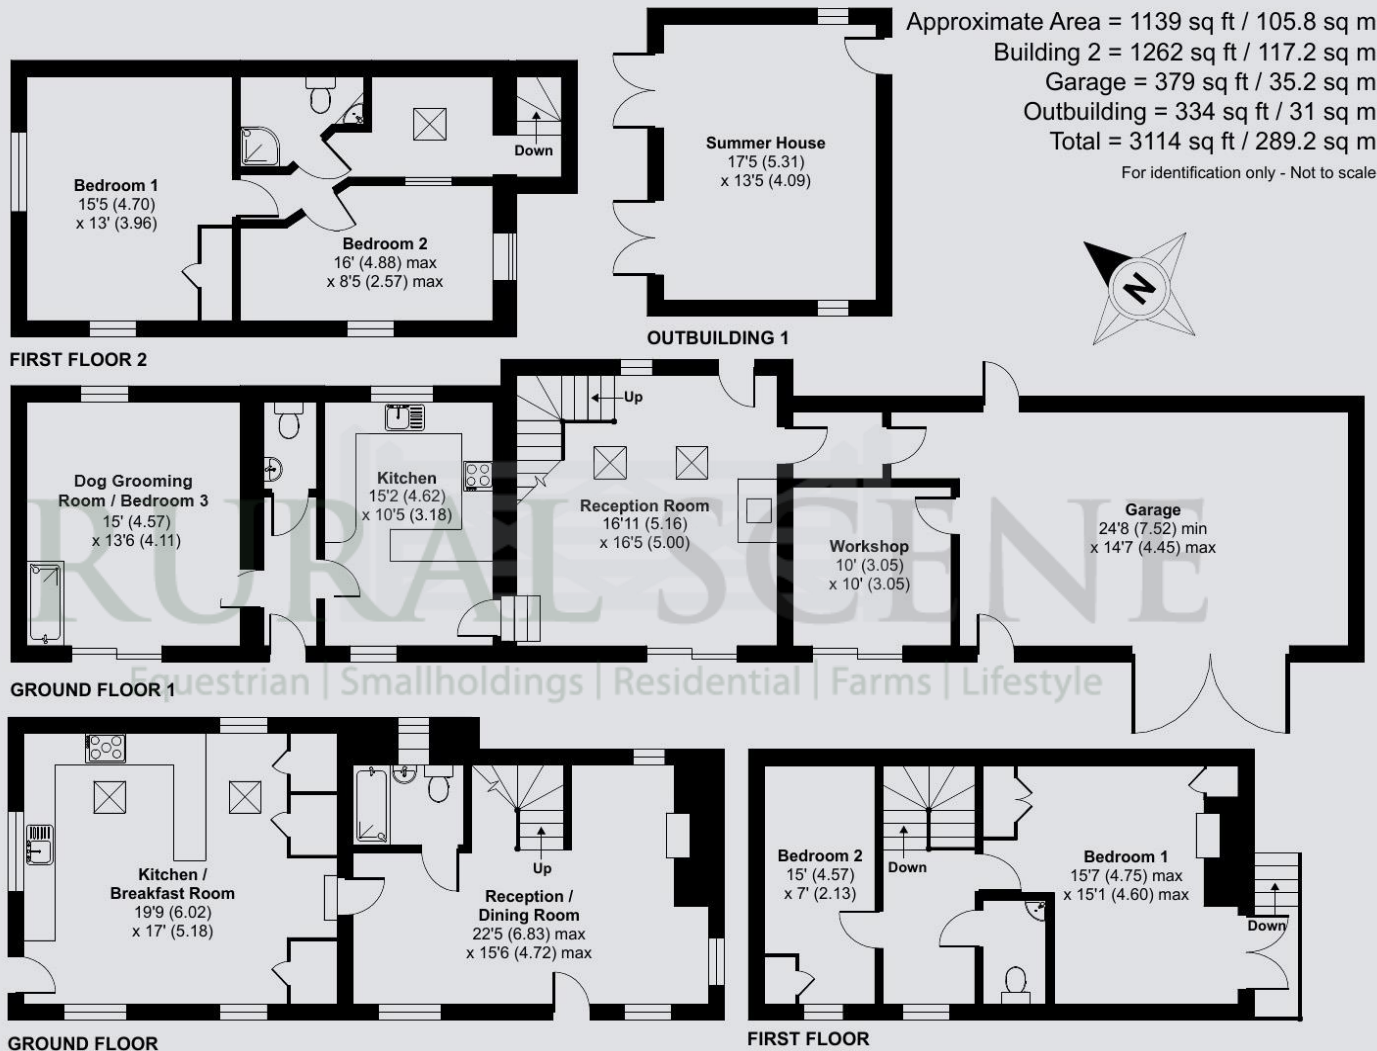 Approximate Area = 1139 sq ft / 105.8 sq m
Building 2 = 1262 sq ft / 117.2 sq m
Garage = 379 sq ft / 35.2 sq m
Outbuilding = 334 sq ft / 31 sq m
Total = 3114 sq ft / 289.2 sq m
For identification only - Not to scale
N
Bedroom 1
15'5 (4.70)
x 13' (3.96)
Bedroom 2
16' (4.88) max
x 8'5 (2.57) max
Down
FIRST FLOOR 2
Summer House
17'5 (5.31)
x 13'5 (4.09)
OUTBUILDING 1
Dog Grooming
Room / Bedroom 3
15' (4.57)
x 13'6 (4.11)
Kitchen
15'2 (4.62)
x 10'5 (3.18)
Up
Reception Room
16'11 (5.16)
x 16'5 (5.00)
Workshop
10' (3.05)
x 10' (3.05)
Garage
24'8 (7.52) min
x 14'7 (4.45) max
GROUND FLOOR 1
RURAL SCENE
Equestrian | Smallholdings | Residential | Farms | Lifestyle
Kitchen /
Breakfast Room
19'9 (6.02)
x 17' (5.18)
Up
Reception /
Dining Room
22'5 (6.83) max
x 15'6 (4.72) max
GROUND FLOOR
Bedroom 2
15' (4.57)
x 7' (2.13)
Down
Bedroom 1
15'7 (4.75) max
x 15'1 (4.60) max
Down
FIRST FLOOR